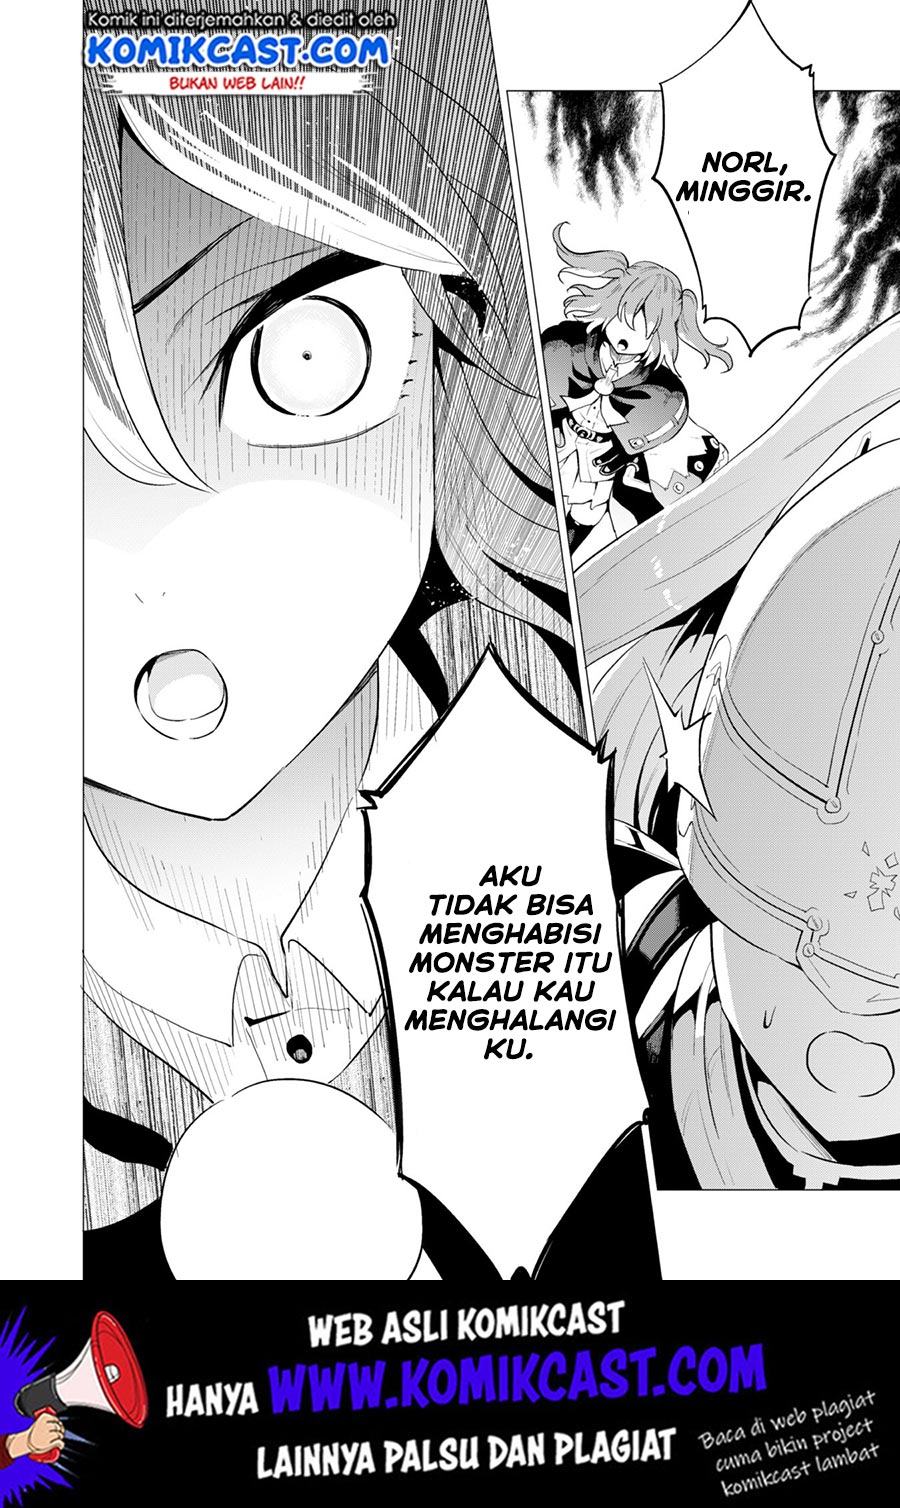 Komik ini diterjemahkan & diedit oleh
KOMIKCAST.COM
BUKAN WEB LAIN!!
NORL,
MINGGIR.
AKU
TIDAK BISA
MENGHABISI
MONSTER ITU
KALAU KAU
MENGHALANGI
KU.
WEB ASLI KOMIKCAST
HANYA WWW.KOMIKCAST.COM
LAINNYA PALSU DAN PLAGIAT
Baca di web plagiat
cuma bikin project
komikcast lambat